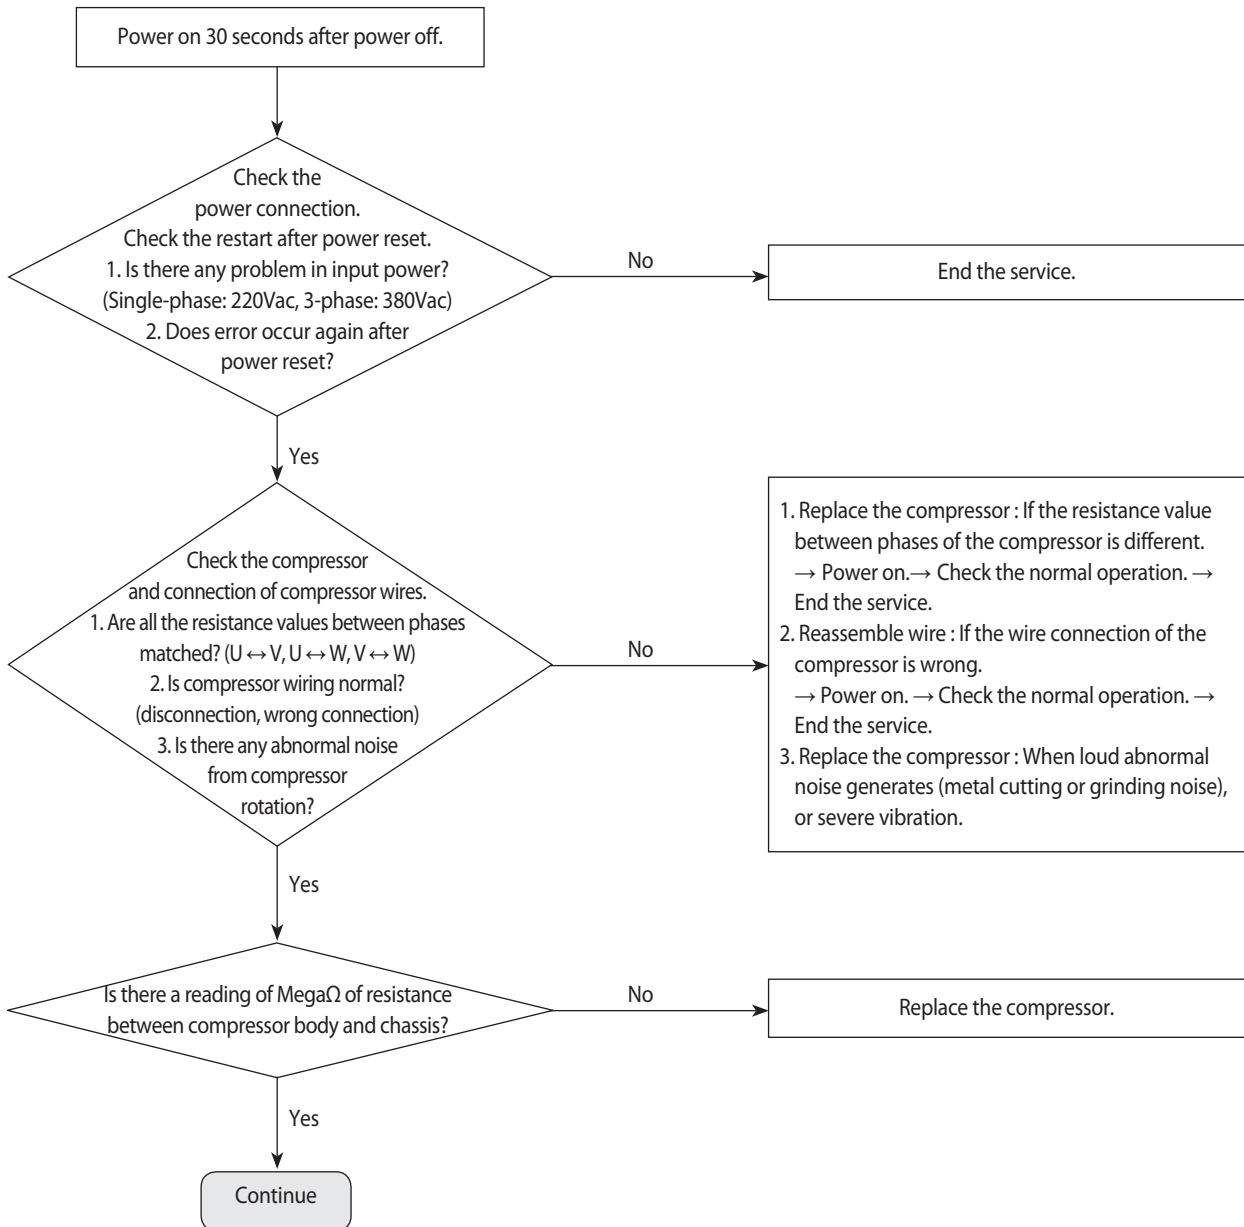 Power on 30 seconds after power off.
Check the
power connection.
Check the restart after power reset.
1. Is there any problem in input power?
(Single-phase: 220Vac, 3-phase: 380Vac)
2. Does error occur again after
power reset?
No
End the service.
Yes
Check the compressor
and connection of compressor wires.
1. Are all the resistance values between phases
matched? (U ↔ V, U ↔ W, V ↔ W)
2. Is compressor wiring normal?
(disconnection, wrong connection)
3. Is there any abnormal noise
from compressor
rotation?
No
1. Replace the compressor : If the resistance value
between phases of the compressor is different.
→ Power on.→ Check the normal operation. →
End the service.
2. Reassemble wire : If the wire connection of the
compressor is wrong.
→ Power on. → Check the normal operation. →
End the service.
3. Replace the compressor : When loud abnormal
noise generates (metal cutting or grinding noise),
or severe vibration.
Yes
Is there a reading of MegaΩ of resistance
between compressor body and chassis?
No
Replace the compressor.
Yes
Continue